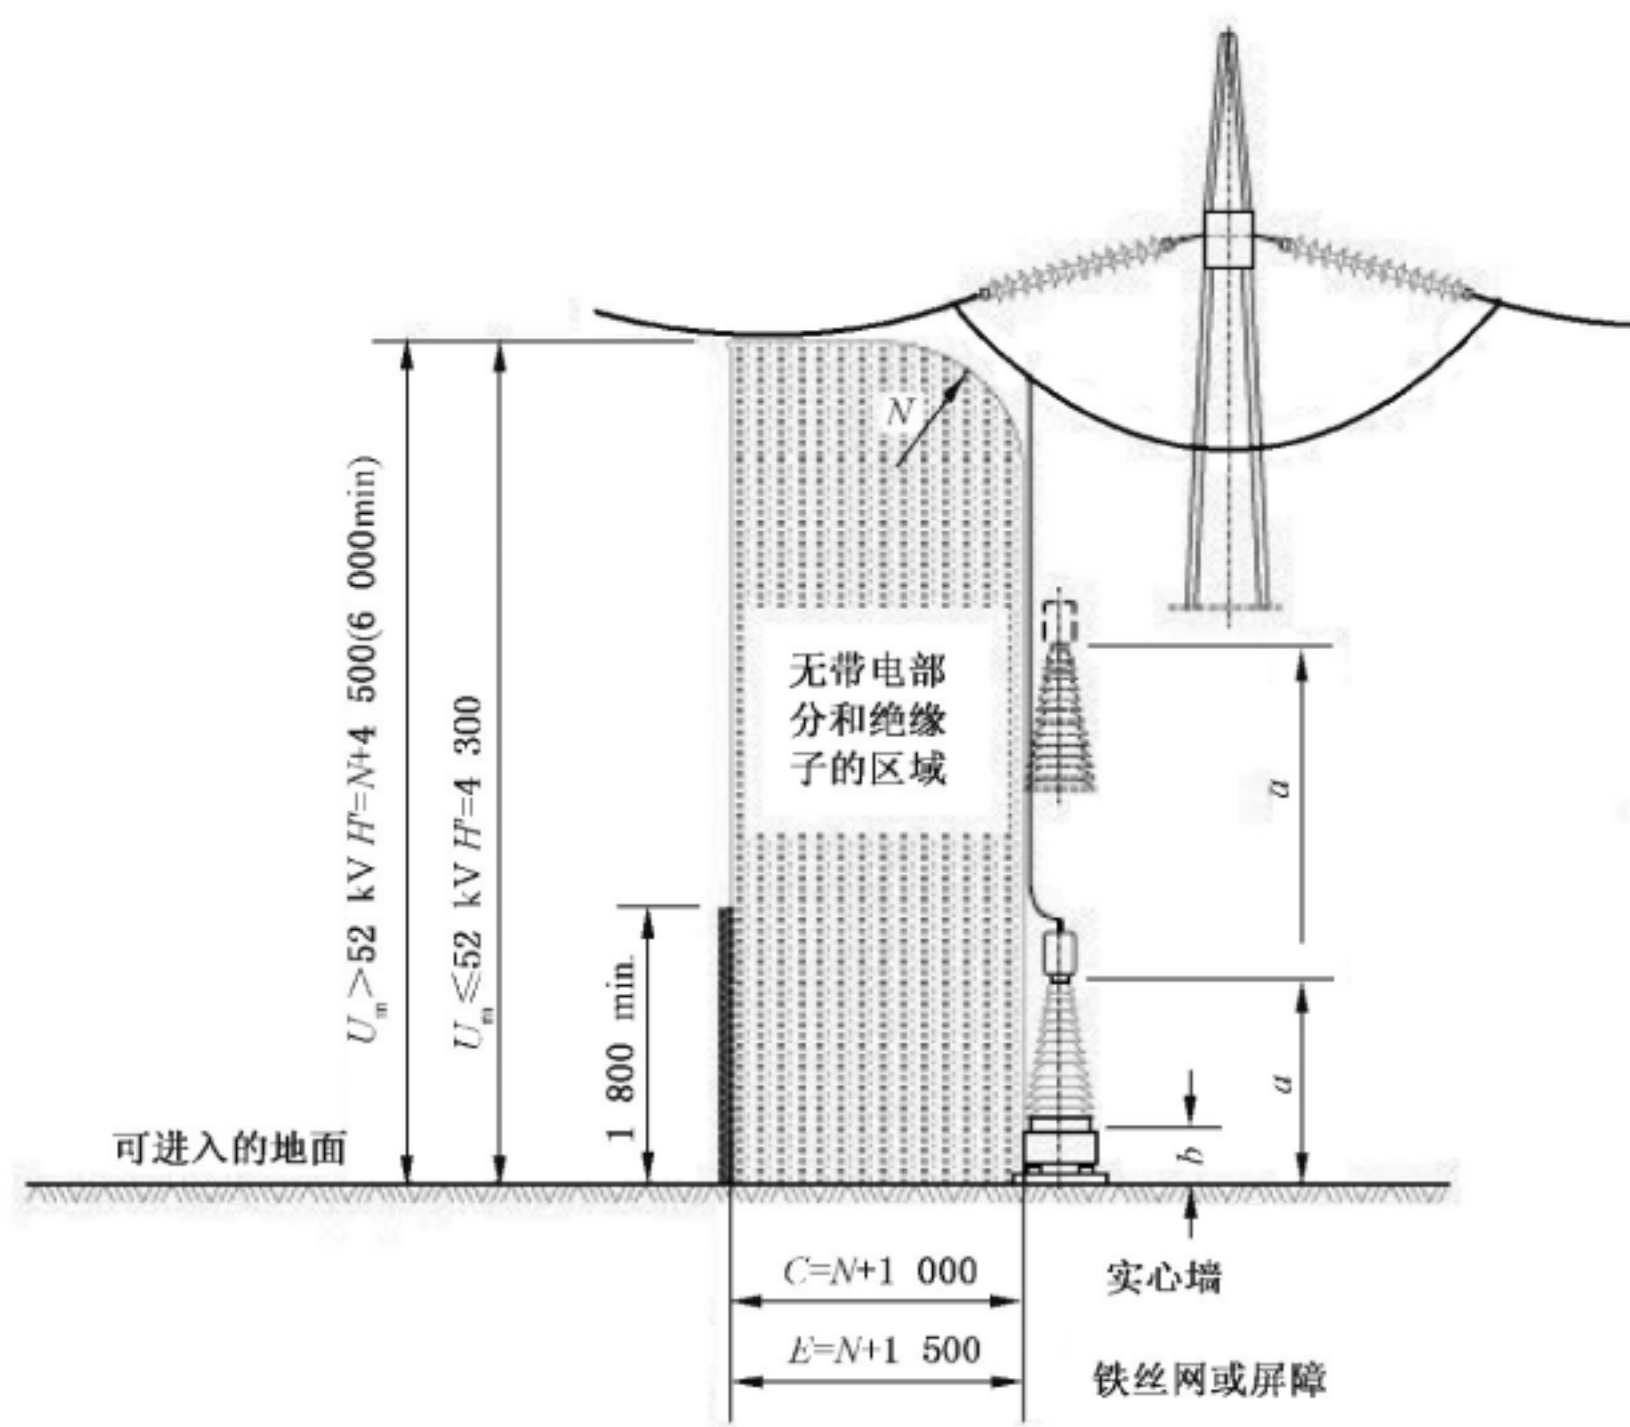 N
U_m>52 kV H'=N+4 500(6 000min)
U_m≤52 kV H'=4 300
无带电部
分和绝缘
子的区域
a
1 800 min.
a
b
可进入的地面
C=N+1 000
实心墙
E=N+1 500
铁丝网或屏障